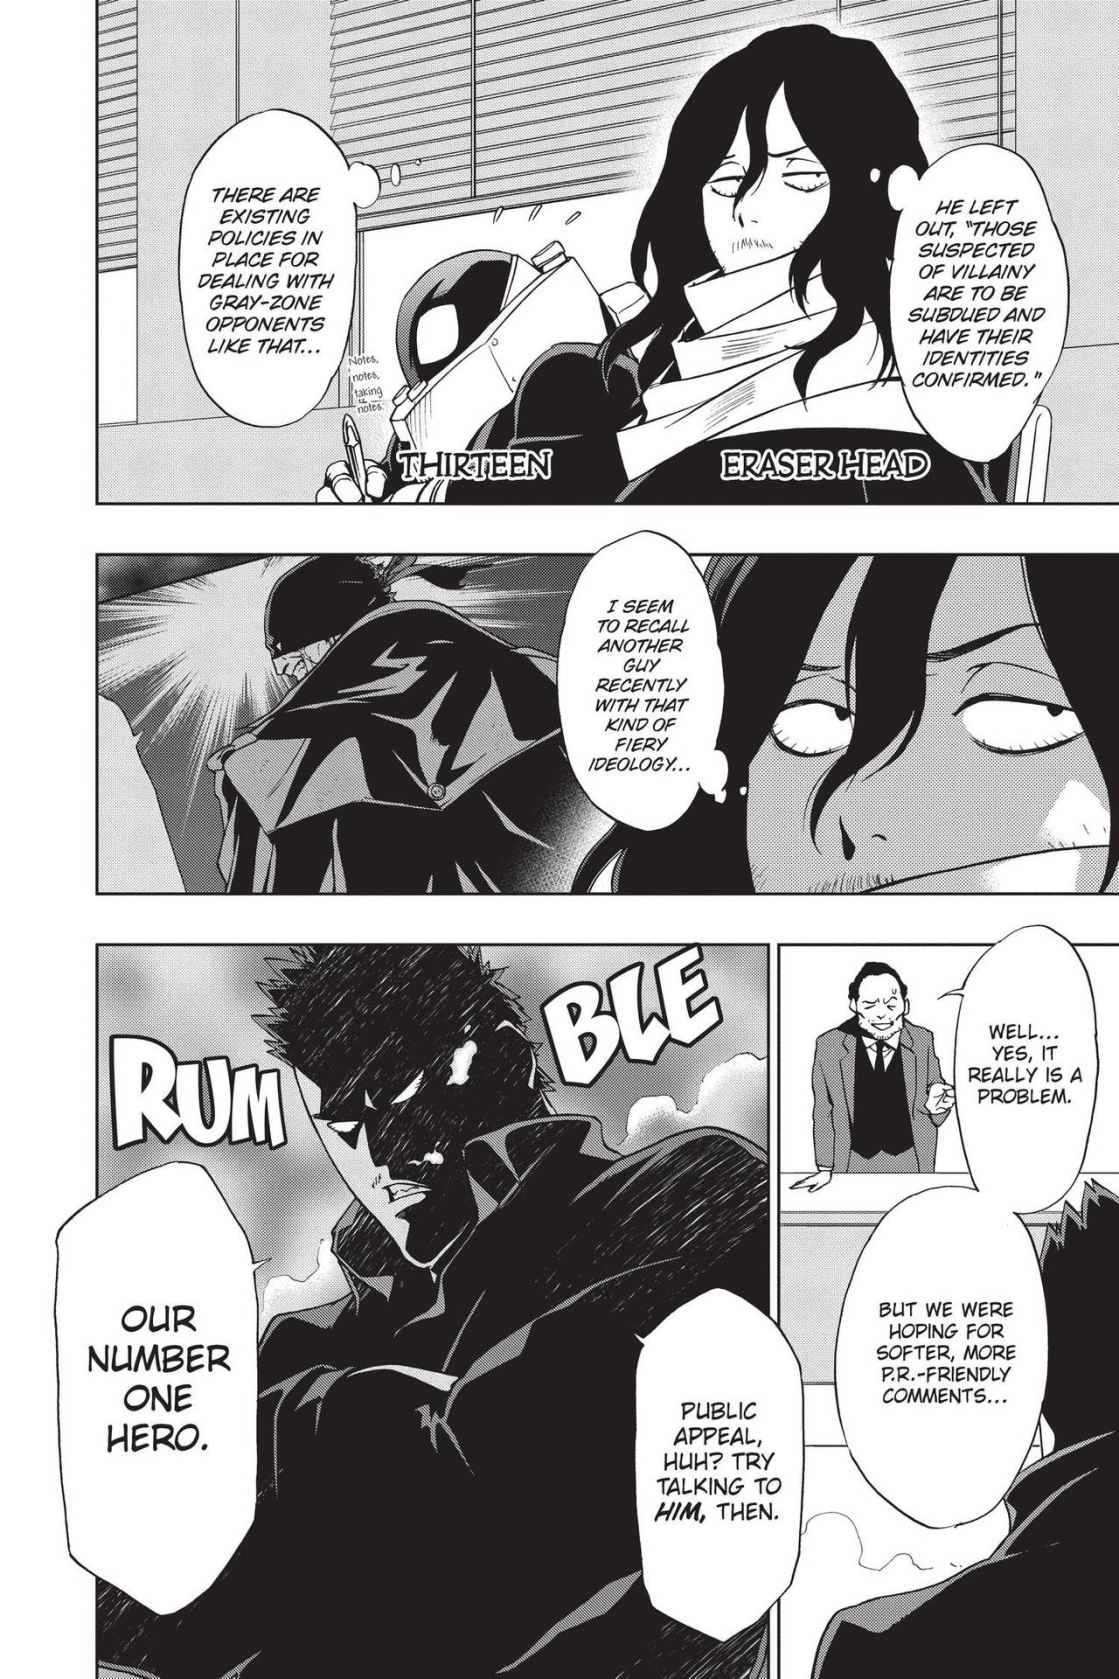 HE LEFT
OUT, "THOSE
SUSPECTED
OF VILLAINY
ARE TO BE
SUBDUED AND
HAVE THEIR
IDENTITIES
CONFIRMED."
THERE ARE
EXISTING
POLICIES IN
PLACE FOR
DEALING WITH
GRAY-ZONE
OPPONENTS
LIKE THAT...
Notes,
notes,
taking
notes.
ERASER HEAD
THIRTEEN
I SEEM
TO RECALL
ANOTHER
GUY
RECENTLY
WITH THAT
KIND OF
FIERY
IDEOLOGY...
WELL...
YES, IT
REALLY IS A
PROBLEM.
BUT WE WERE
HOPING FOR
SOFTER, MORE
P.R.-FRIENDLY
COMMENTS...
RUM
BLE
PUBLIC
APPEAL,
HUH? TRY
TALKING TO
HIM, THEN.
OUR
NUMBER
ONE
HERO.